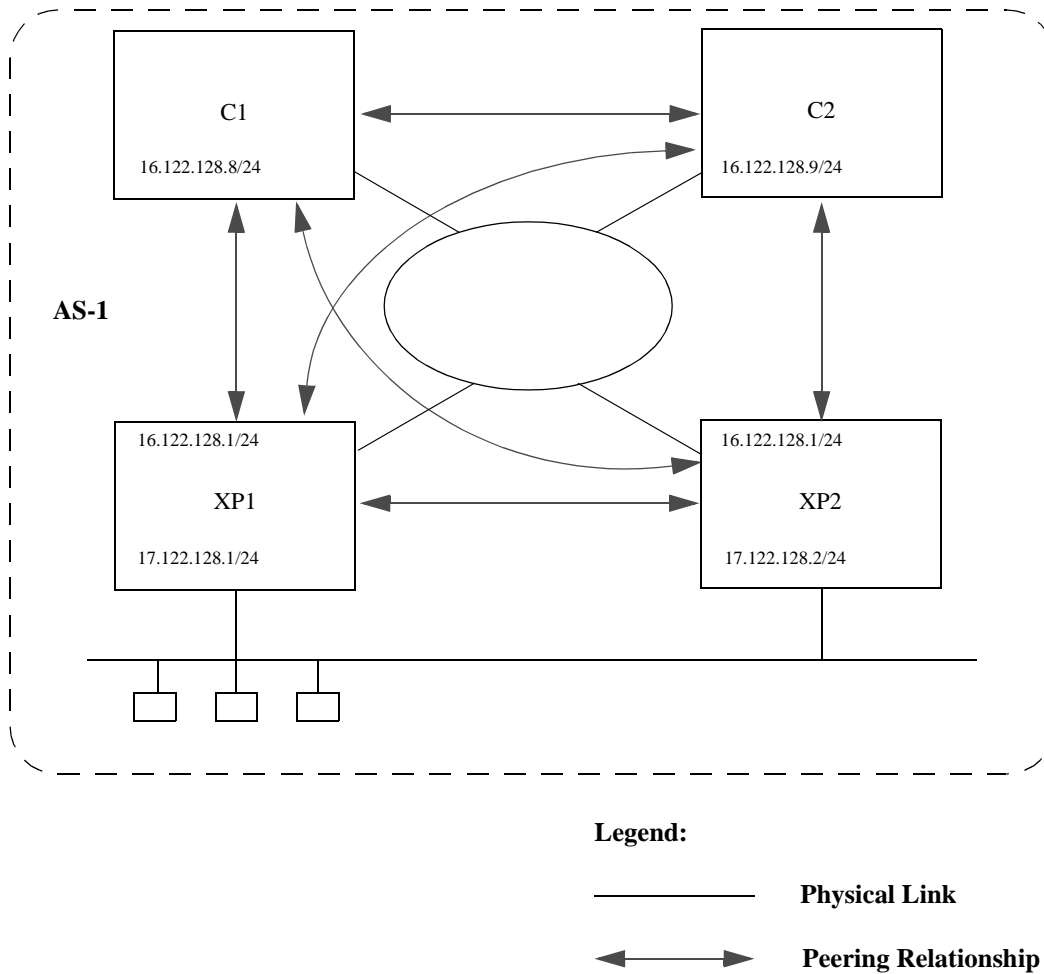 C1
C2
16.122.128.8/24
16.122.128.9/24
AS-1
16.122.128.1/24
16.122.128.1/24
XP1
XP2
17.122.128.1/24
17.122.128.2/24
Legend:
Physical Link
Peering Relationship